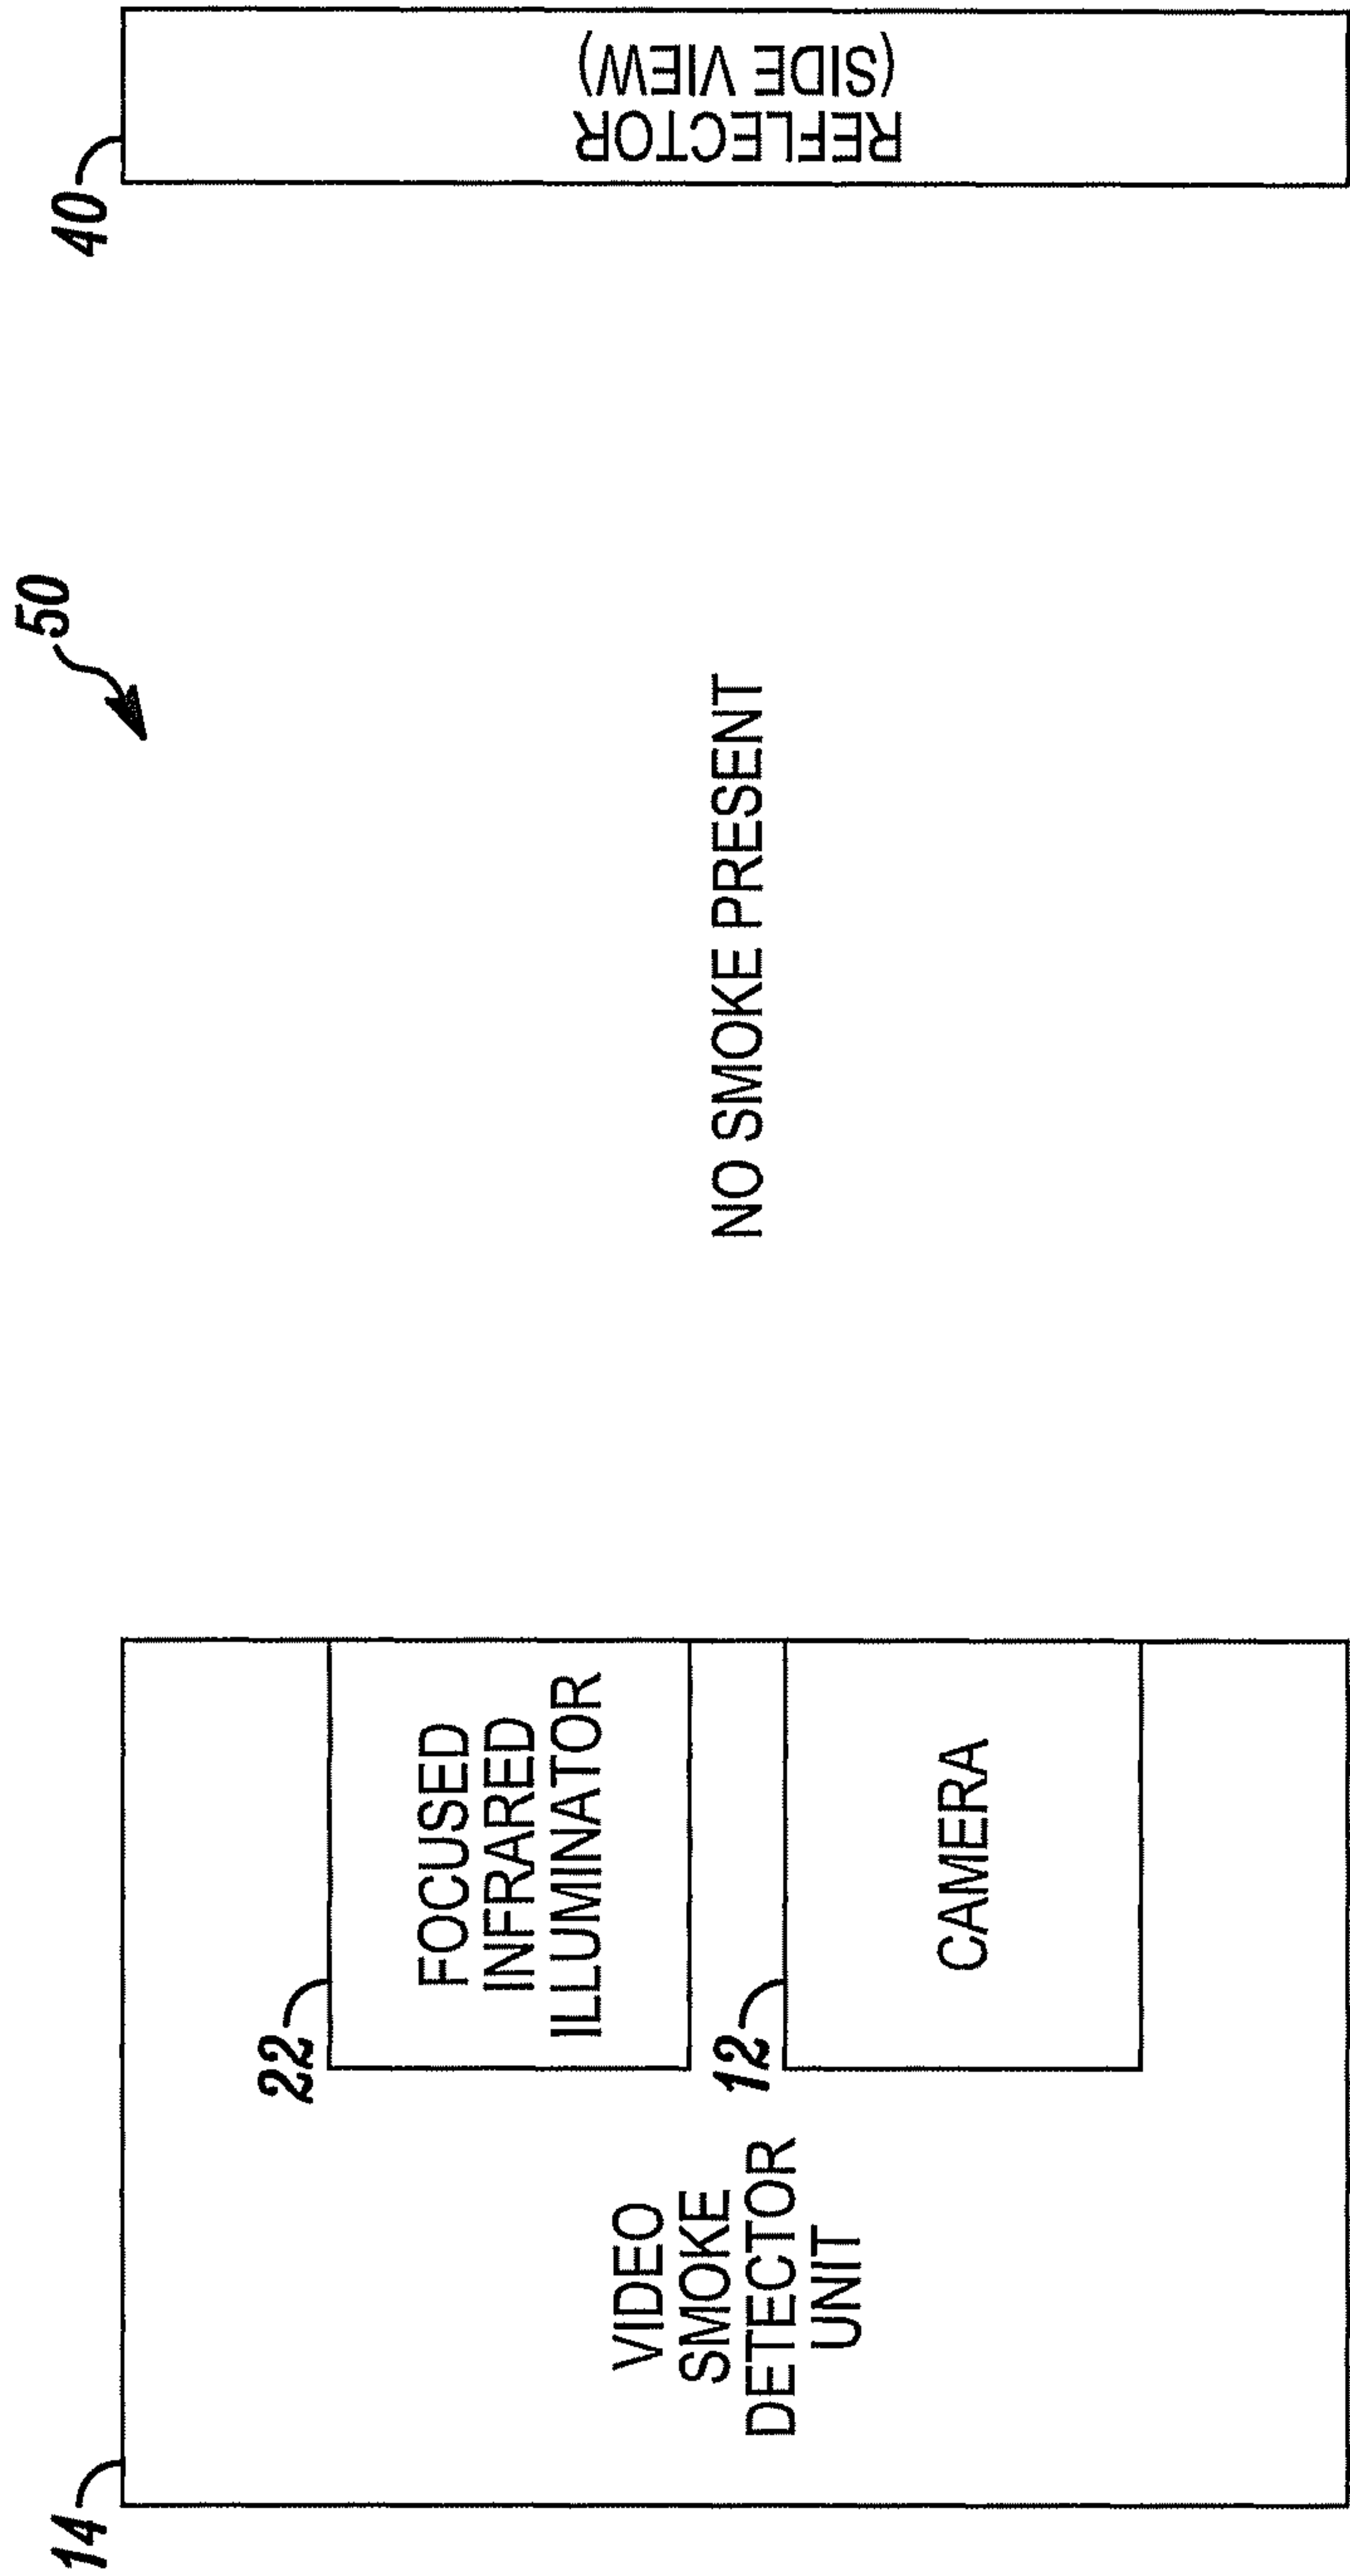 14
VIDEO
SMOKE
DETECTOR
UNIT
22
FOCUSED
INFRARED
ILLUMINATOR
12
CAMERA
50
NO SMOKE PRESENT
40
REFLECTOR
(SIDE VIEW)